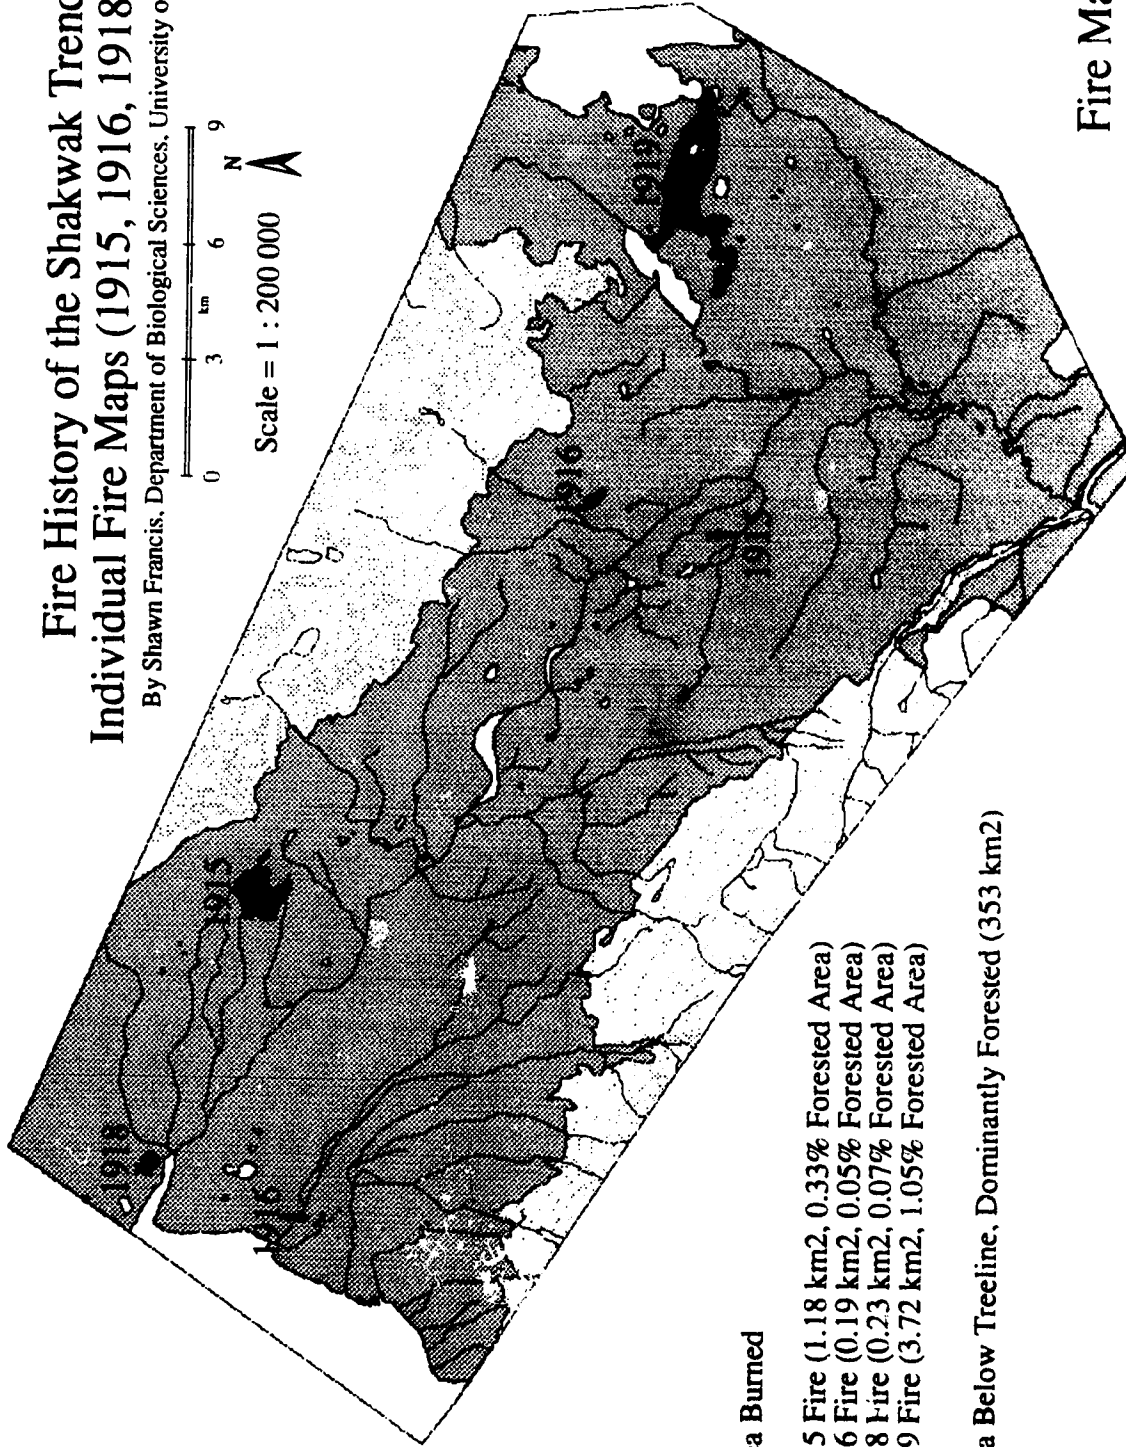 Fire History of the Shakwak Trenc
Individual Fire Maps (1915, 1916, 1918
By Shawn Francis, Department of Biological Sciences, University o
0 3 6 9
km
N
Scale = 1 : 200 000
1918
1916
1915
1916
1915
1919
a Burned
5 Fire (1.18 km2, 0.33% Forested Area)
6 Fire (0.19 km2, 0.05% Forested Area)
8 Fire (0.23 km2, 0.07% Forested Area)
9 Fire (3.72 km2, 1.05% Forested Area)
a Below Treeline, Dominantly Forested (353 km2)
Fire Ma